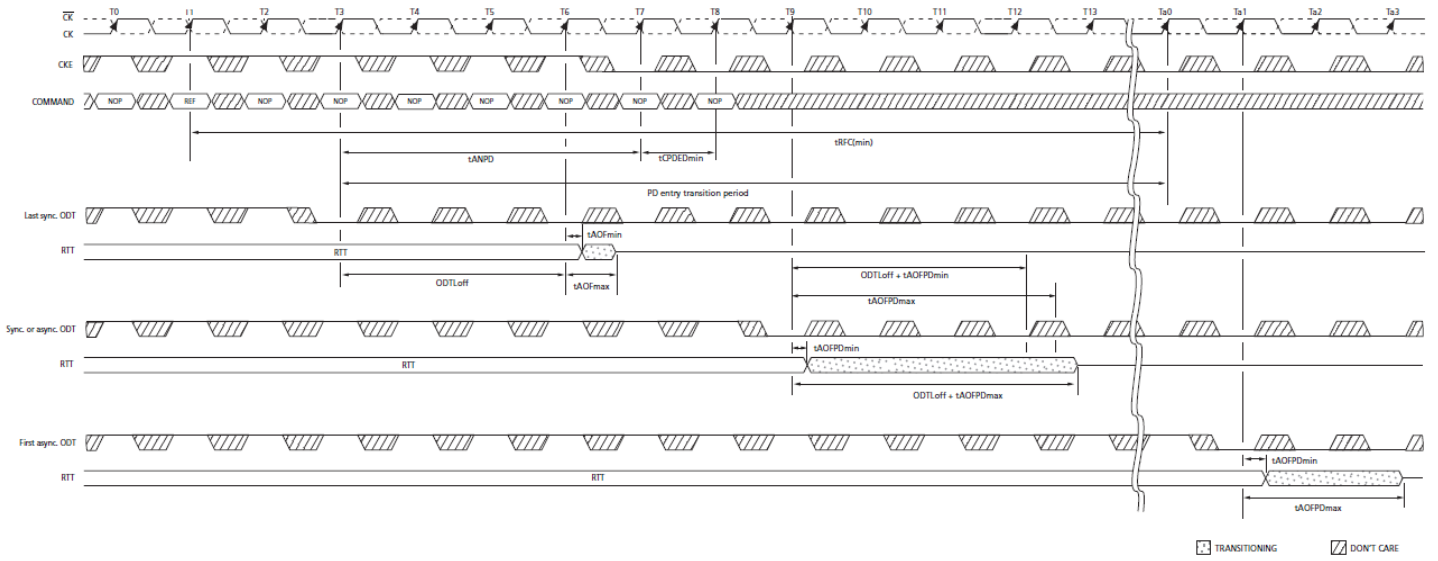 CK T0 T1 T2 T3 T4 T5 T6 T7 T8 T9 T10 T11 T12 T13 Ta0 Ta1 Ta2 Ta3
CK
CKE
COMMAND NOP REF NOP NOP NOP NOP NOP NOP NOP
tRFC(min)
tANPD tCPDEDmin
PD entry transition period
Last sync. ODT
tAOFmin
RTT RTT
ODTLoff + tAOFPDmin
ODTLoff tAOFmax
tAOFPDmax
Sync. or async. ODT
tAOFPDmin
RTT RTT
ODTLoff + tAOFPDmax
First async. ODT
tAOFPDmin
RTT RTT
tAOFPDmax
TRANSITIONING DON'T CARE